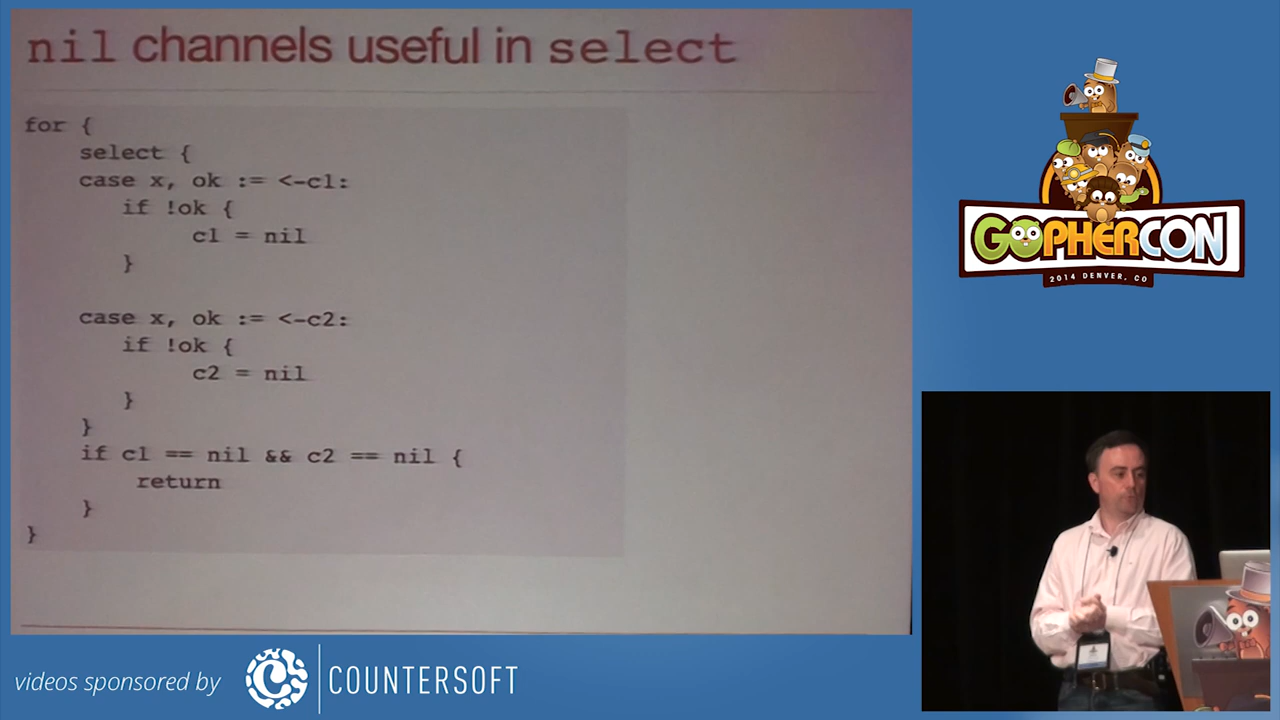 nil channels useful in select
for {
    select {
    case x, ok := <-c1:
       if !ok {
            c1 = nil
       }

    case x, ok := <-c2:
       if !ok {
            c2 = nil
       }
    }
    if c1 == nil && c2 == nil {
        return
    }
}
GOPHERCON
2014 DENVER, CO
videos sponsored by
COUNTERSOFT